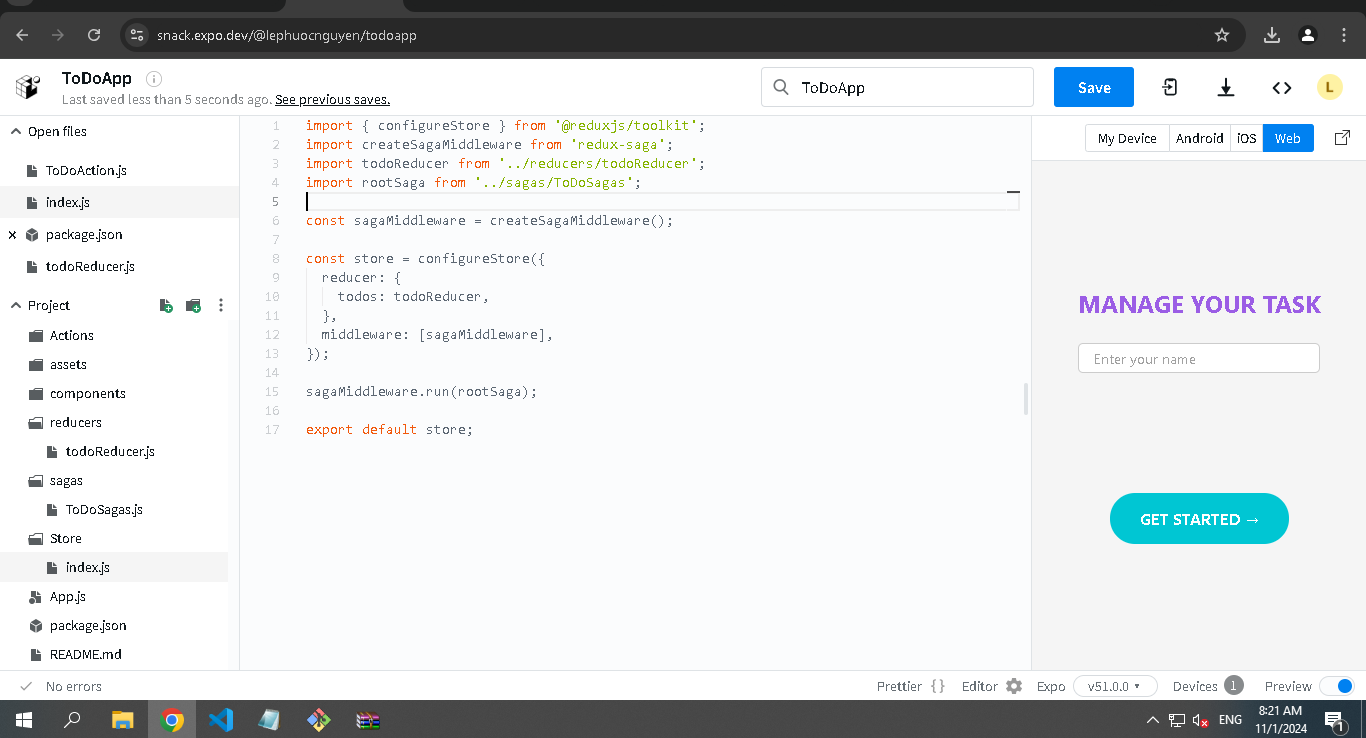 snack.expo.dev/@lephuocnguyen/todoapp
ToDoApp
Last saved less than 5 seconds ago. See previous saves.
ToDoApp
Save
L
Open files
ToDoAction.js
index.js
package.json
todoReducer.js
Project
Actions
assets
components
reducers
todoReducer.js
sagas
ToDoSagas.js
Store
index.js
App.js
package.json
README.md
1 import { configureStore } from '@reduxjs/toolkit';
2 import createSagaMiddleware from 'redux-saga';
3 import todoReducer from '../reducers/todoReducer';
4 import rootSaga from '../sagas/ToDoSagas';
5
6 const sagaMiddleware = createSagaMiddleware();
7
8 const store = configureStore({
9 reducer: {
10 todos: todoReducer,
11 },
12 middleware: [sagaMiddleware],
13 });
14
15 sagaMiddleware.run(rootSaga);
16
17 export default store;
My Device Android iOS Web
MANAGE YOUR TASK
Enter your name
GET STARTED →
No errors
Prettier {} Editor Expo v51.0.0 Devices 1 Preview
ENG
8:21 AM
11/1/2024
1